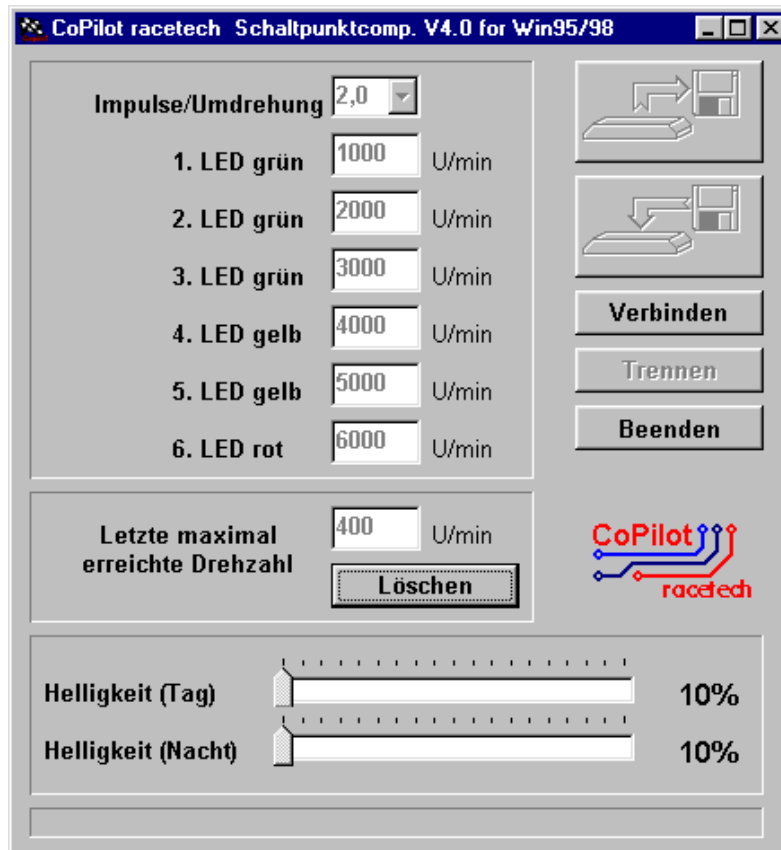 CoPilot racetech Schaltpunktcomp. V4.0 for Win95/98
Impulse/Umdrehung 2,0
1. LED grün 1000 U/min
2. LED grün 2000 U/min
3. LED grün 3000 U/min
4. LED gelb 4000 U/min
5. LED gelb 5000 U/min
6. LED rot 6000 U/min
Verbinden
Trennen
Beenden
Letzte maximal
erreichte Drehzahl
400 U/min
Löschen
CoPilot
racetech
Helligkeit (Tag) 10%
Helligkeit (Nacht) 10%